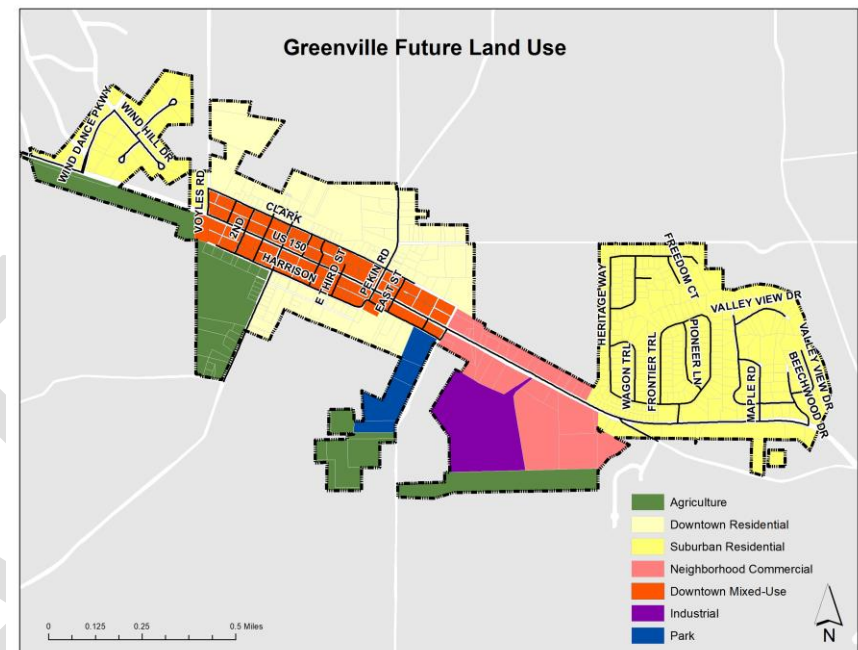 Greenville Future Land Use
WIND DANCE PKWY
WIND HILL DR
VOYLES RD
2ND
CLARK
US 150
HARRISON
E THIRD ST
PEKIN RD
EAST ST
HERITAGE WAY
WAGON TRL
FRONTIER TRL
FREEDOM CT
PIONEER LN
VALLEY VIEW DR
MAPLE RD
VALLEY VIEW DR
BEECHWOOD DR
Agriculture
Downtown Residential
Suburban Residential
Neighborhood Commercial
Downtown Mixed-Use
Industrial
Park
0 0.125 0.25 0.5 Miles
N